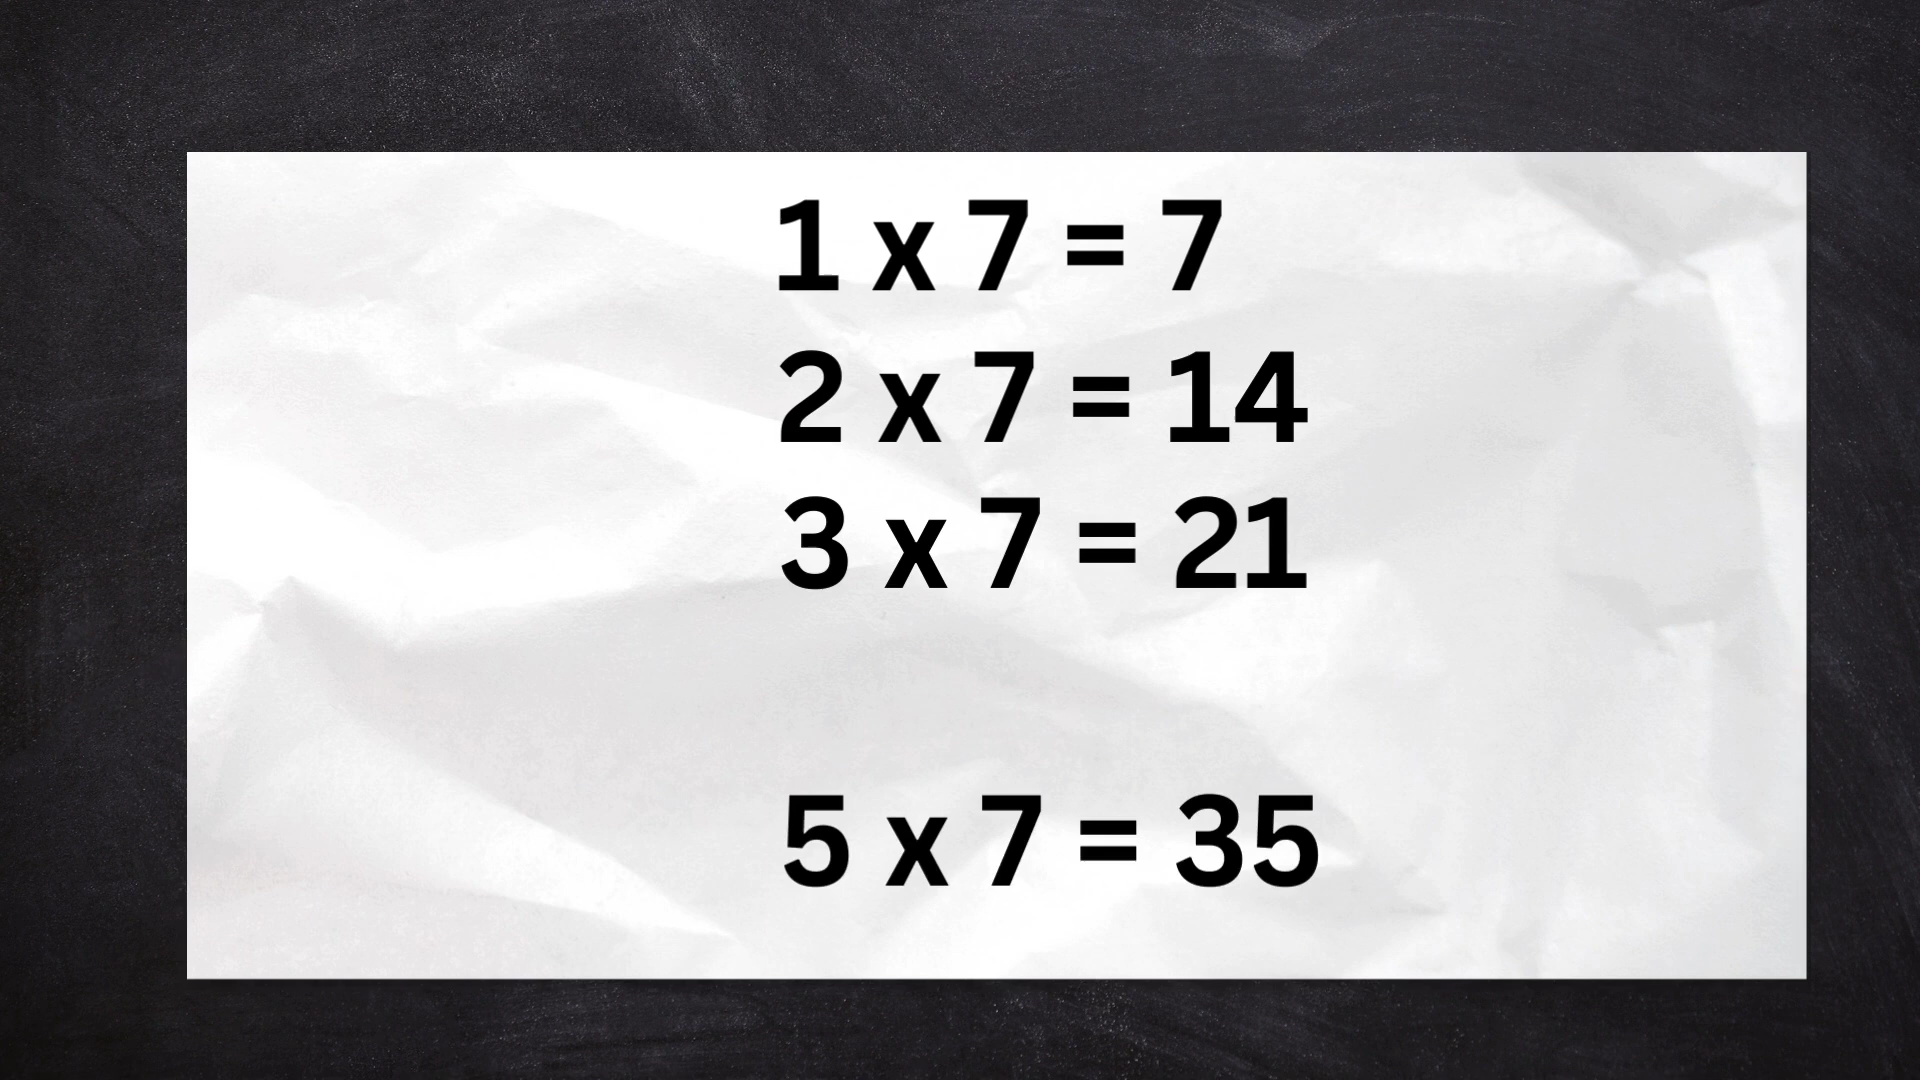 1 x 7 = 7
2 x 7 = 14
3 x 7 = 21
5 x 7 = 35